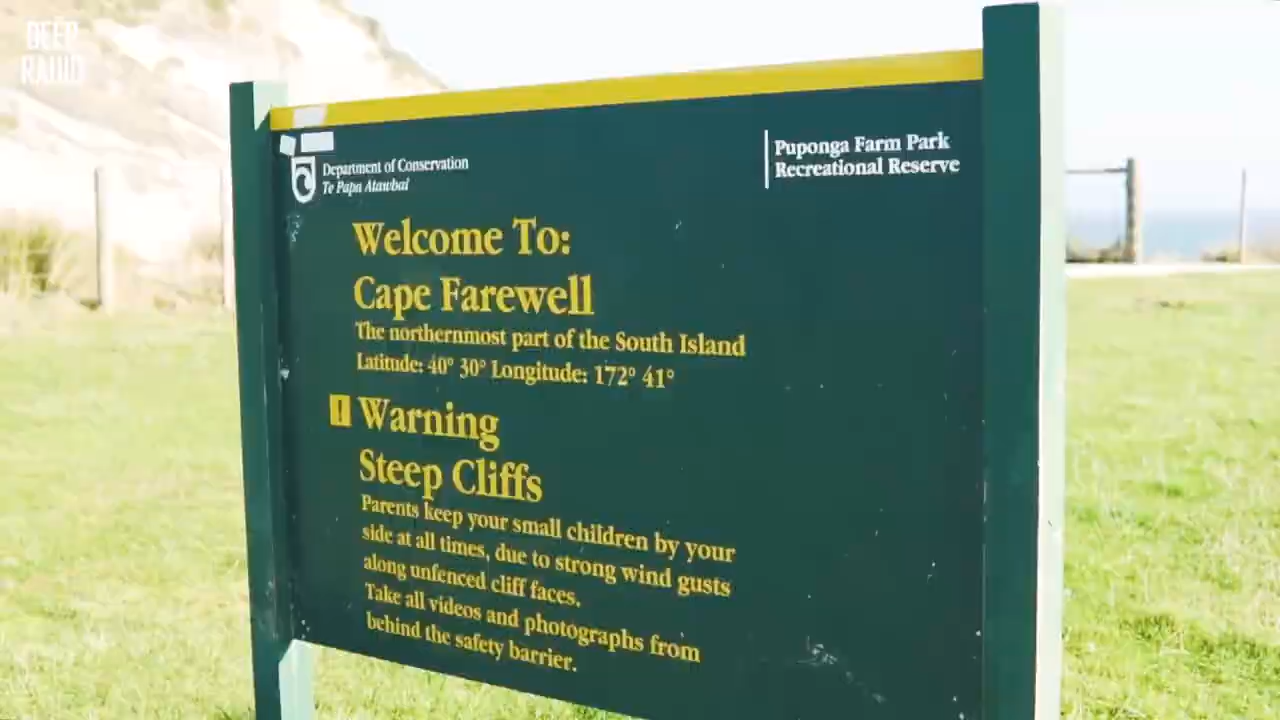 DEEP
RAIIID
Department of Conservation
Te Papa Atawbai
Puponga Farm Park
Recreational Reserve
Welcome To:
Cape Farewell
The northernmost part of the South Island
Latitude: 40° 30° Longitude: 172° 41°
! Warning
Steep Cliffs
Parents keep your small children by your
side at all times, due to strong wind gusts
along unfenced cliff faces.
Take all videos and photographs from
behind the safety barrier.